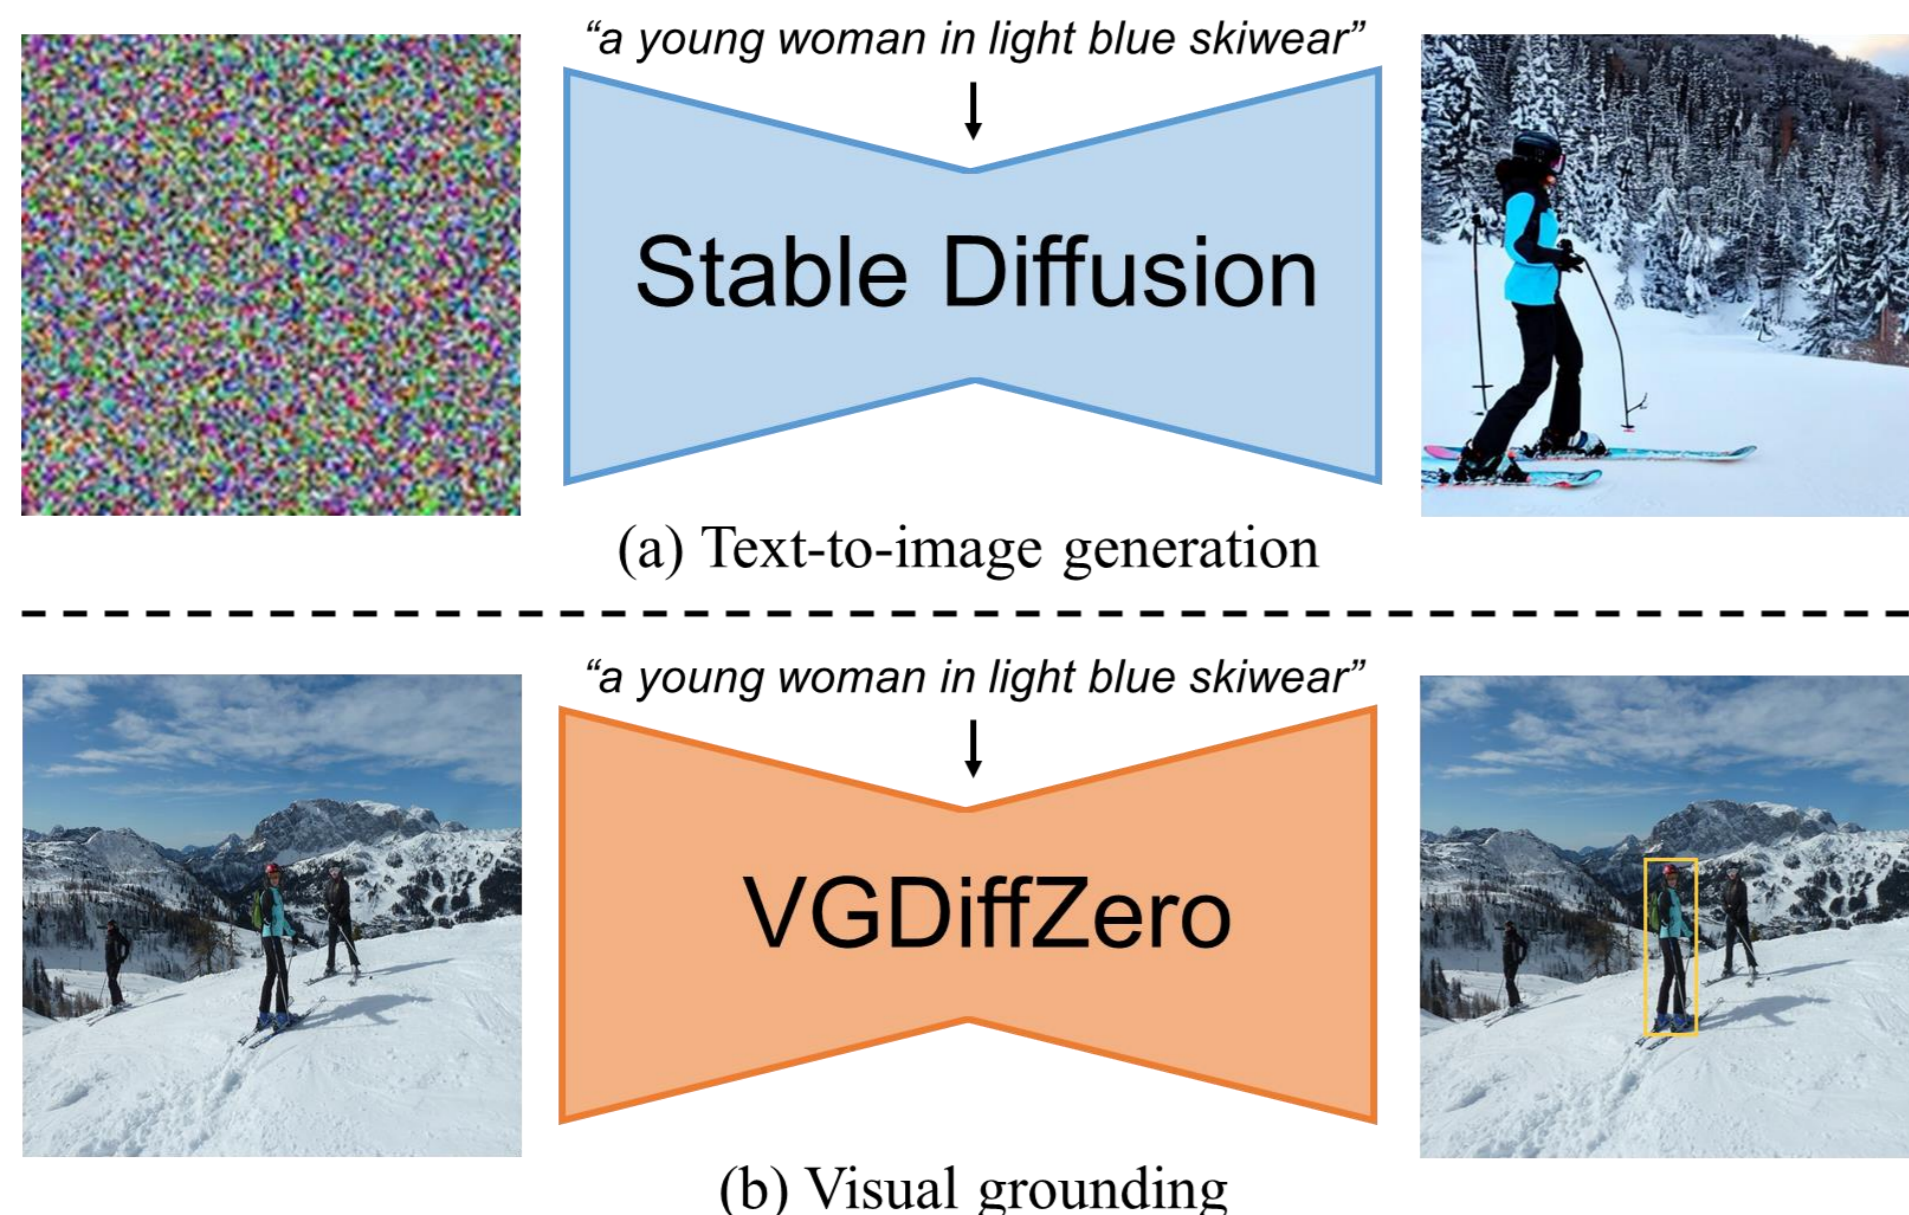 “a young woman in light blue skiwear”
Stable Diffusion
(a) Text-to-image generation
“a young woman in light blue skiwear”
VGDiffZero
(b) Visual grounding